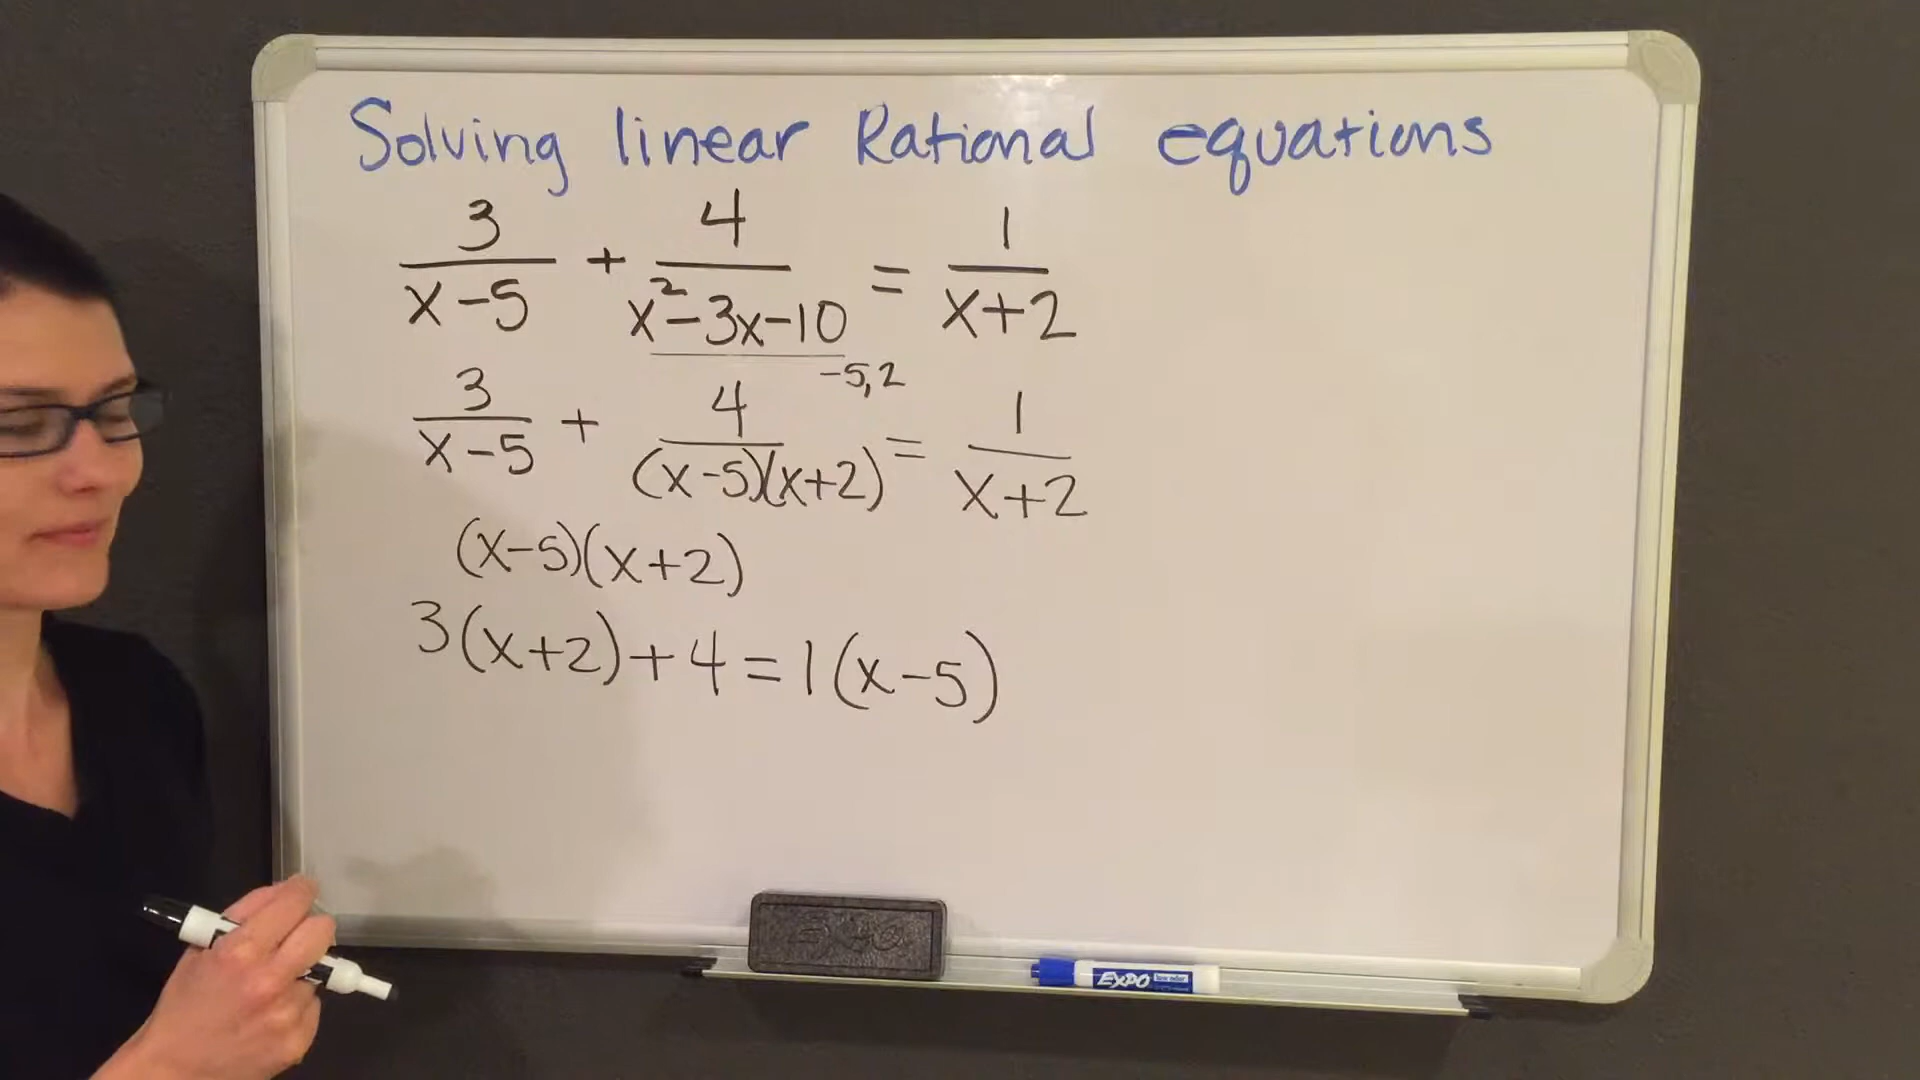 Solving linear Rational equations
3/(x-5) + 4/(x²-3x-10) = 1/(x+2)
-5,2
3/(x-5) + 4/((x-5)(x+2)) = 1/(x+2)
(x-5)(x+2)
3(x+2)+4=1(x-5)
EXPO
EXPO